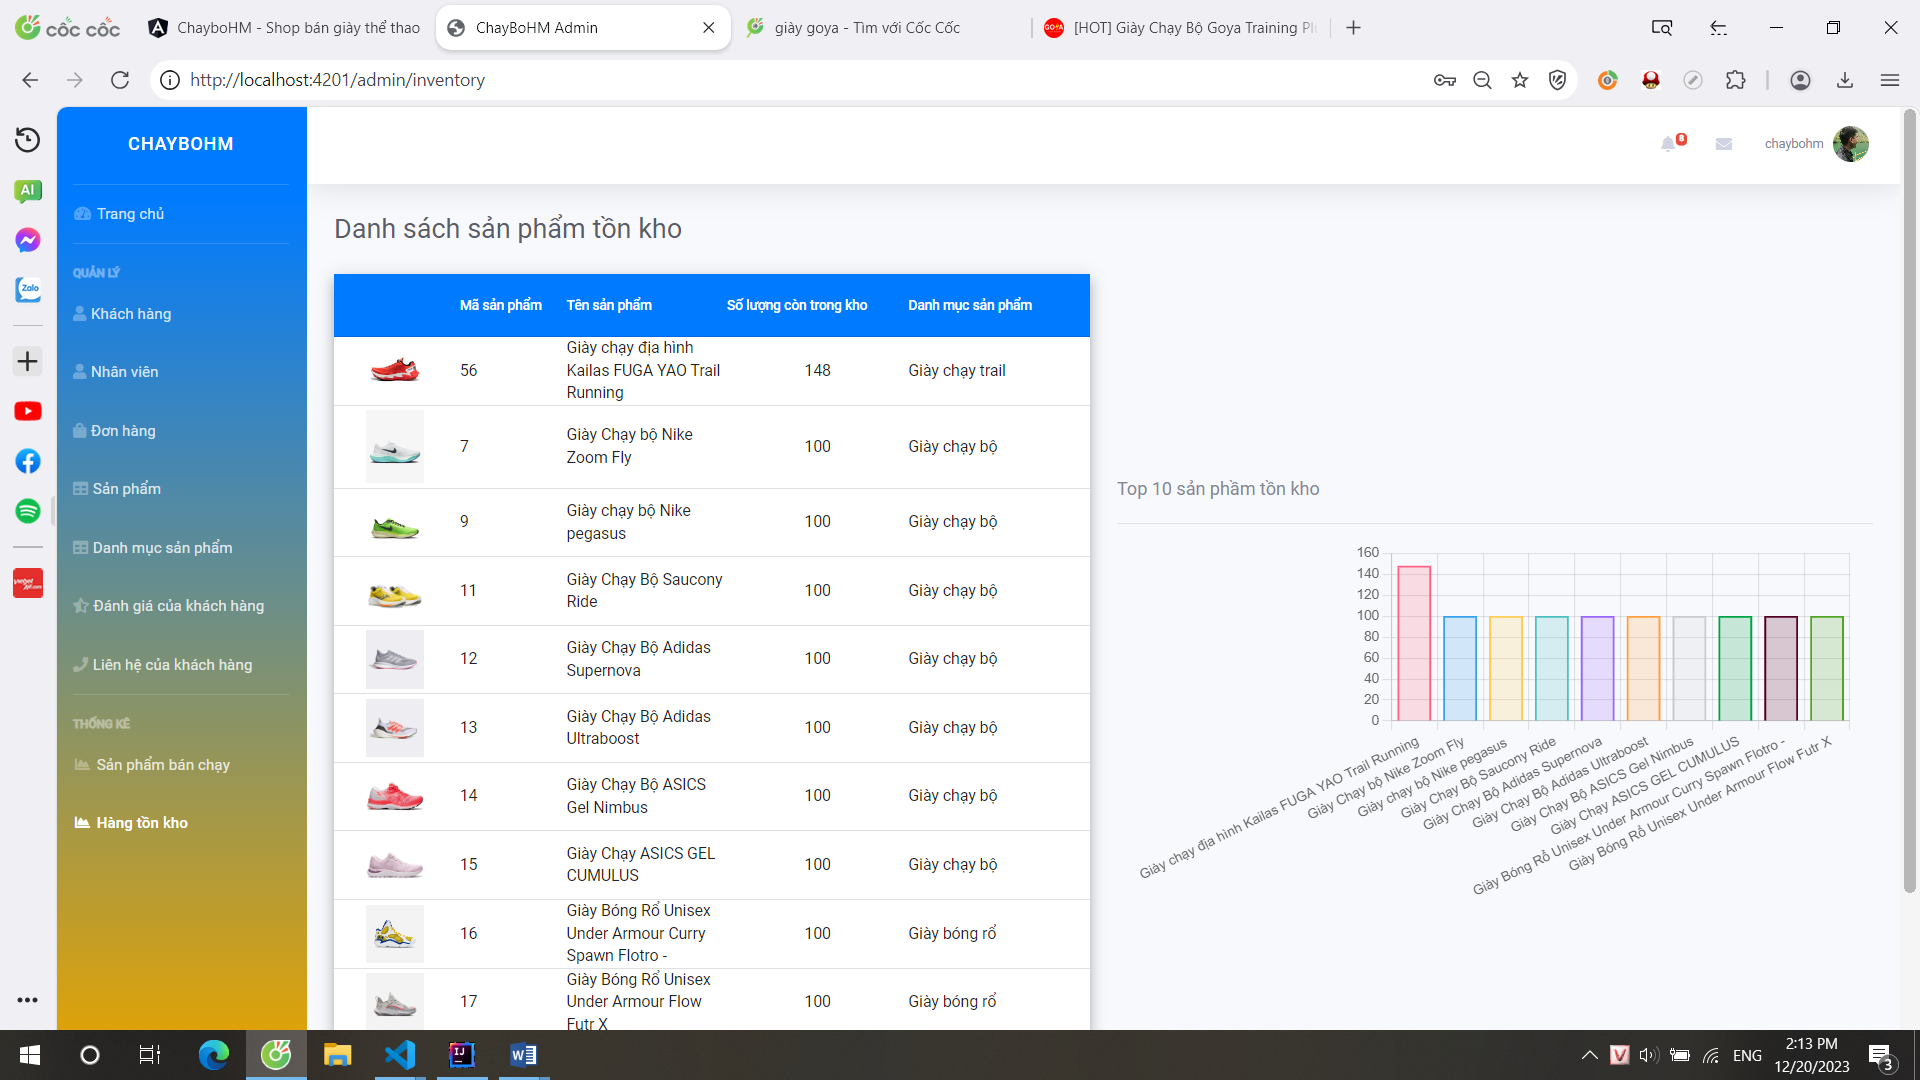 cốc cốc
ChayboHM - Shop bán giày thể thao
ChayBoHM Admin
giày goya - Tìm với Cốc Cốc
[HOT] Giày Chạy Bộ Goya Training Pl
http://localhost:4201/admin/inventory
AI
Zalo
CHAYBOHM
Trang chủ
QUẢN LÝ
Khách hàng
Nhân viên
Đơn hàng
Sản phẩm
Danh mục sản phẩm
Đánh giá của khách hàng
Liên hệ của khách hàng
THỐNG KÊ
Sản phẩm bán chạy
Hàng tồn kho
8
chaybohm
Danh sách sản phẩm tồn kho
Mã sản phẩm Tên sản phẩm Số lượng còn trong kho Danh mục sản phẩm
56 Giày chạy địa hình Kailas FUGA YAO Trail Running 148 Giày chạy trail
7 Giày Chạy bộ Nike Zoom Fly 100 Giày chạy bộ
9 Giày chạy bộ Nike pegasus 100 Giày chạy bộ
11 Giày Chạy Bộ Saucony Ride 100 Giày chạy bộ
12 Giày Chạy Bộ Adidas Supernova 100 Giày chạy bộ
13 Giày Chạy Bộ Adidas Ultraboost 100 Giày chạy bộ
14 Giày Chạy Bộ ASICS Gel Nimbus 100 Giày chạy bộ
15 Giày Chạy ASICS GEL CUMULUS 100 Giày chạy bộ
16 Giày Bóng Rổ Unisex Under Armour Curry Spawn Flotro - 100 Giày bóng rổ
17 Giày Bóng Rổ Unisex Under Armour Flow Futr X 100 Giày bóng rổ
Top 10 sản phầm tồn kho
160
140
120
100
80
60
40
20
0
Giày chạy địa hình Kailas FUGA YAO Trail Running
Giày Chạy bộ Nike Zoom Fly
Giày chạy bộ Nike pegasus
Giày Chạy Bộ Saucony Ride
Giày Chạy Bộ Adidas Supernova
Giày Chạy Bộ Adidas Ultraboost
Giày Chạy Bộ ASICS Gel Nimbus
Giày Chạy ASICS GEL CUMULUS
Giày Bóng Rổ Unisex Under Armour Curry Spawn Flotro -
Giày Bóng Rổ Unisex Under Armour Flow Futr X
ENG
2:13 PM
12/20/2023
3